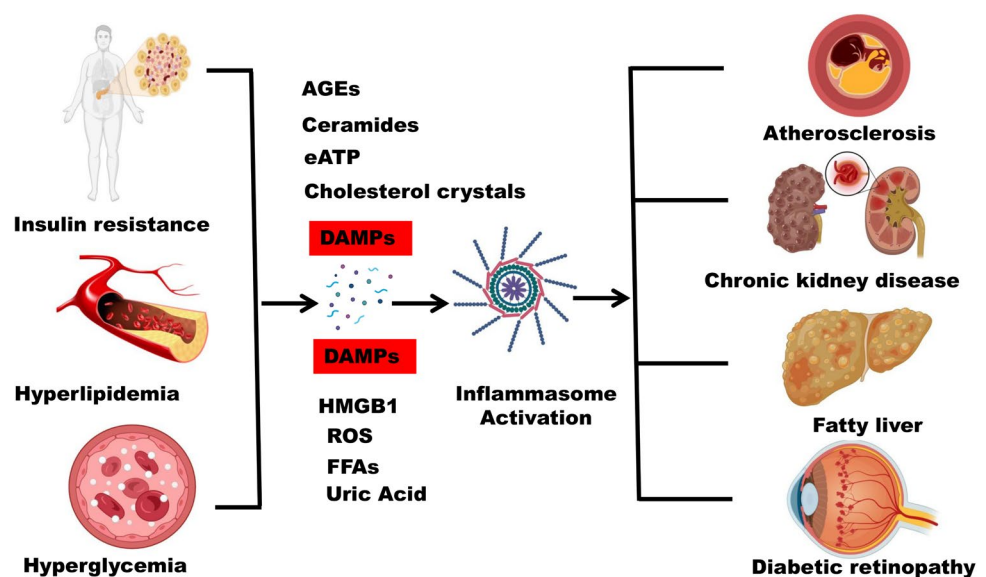 Insulin resistance
Hyperlipidemia
Hyperglycemia
AGEs
Ceramides
eATP
Cholesterol crystals
DAMPs
DAMPs
HMGB1
ROS
FFAs
Uric Acid
Inflammasome
Activation
Atherosclerosis
Chronic kidney disease
Fatty liver
Diabetic retinopathy